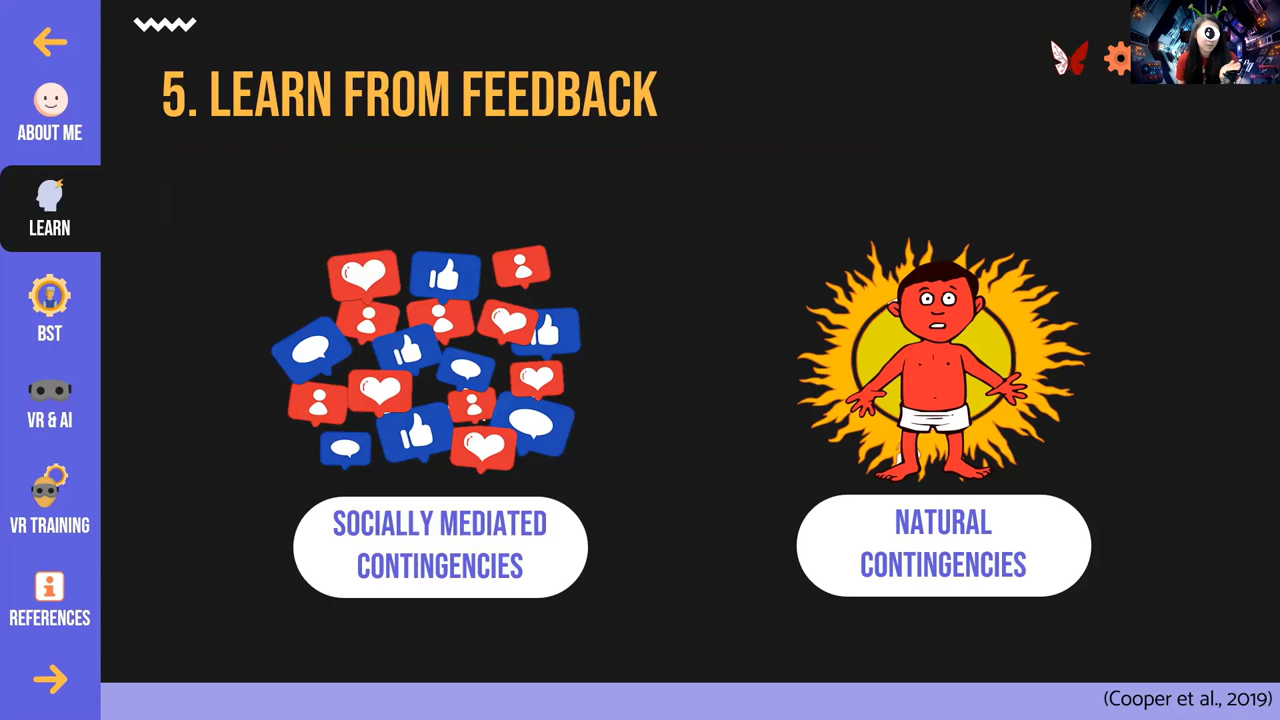 5. LEARN FROM FEEDBACK
ABOUT ME
LEARN
BST
VR & AI
VR TRAINING
REFERENCES
SOCIALLY MEDIATED
CONTINGENCIES
NATURAL
CONTINGENCIES
(Cooper et al., 2019)